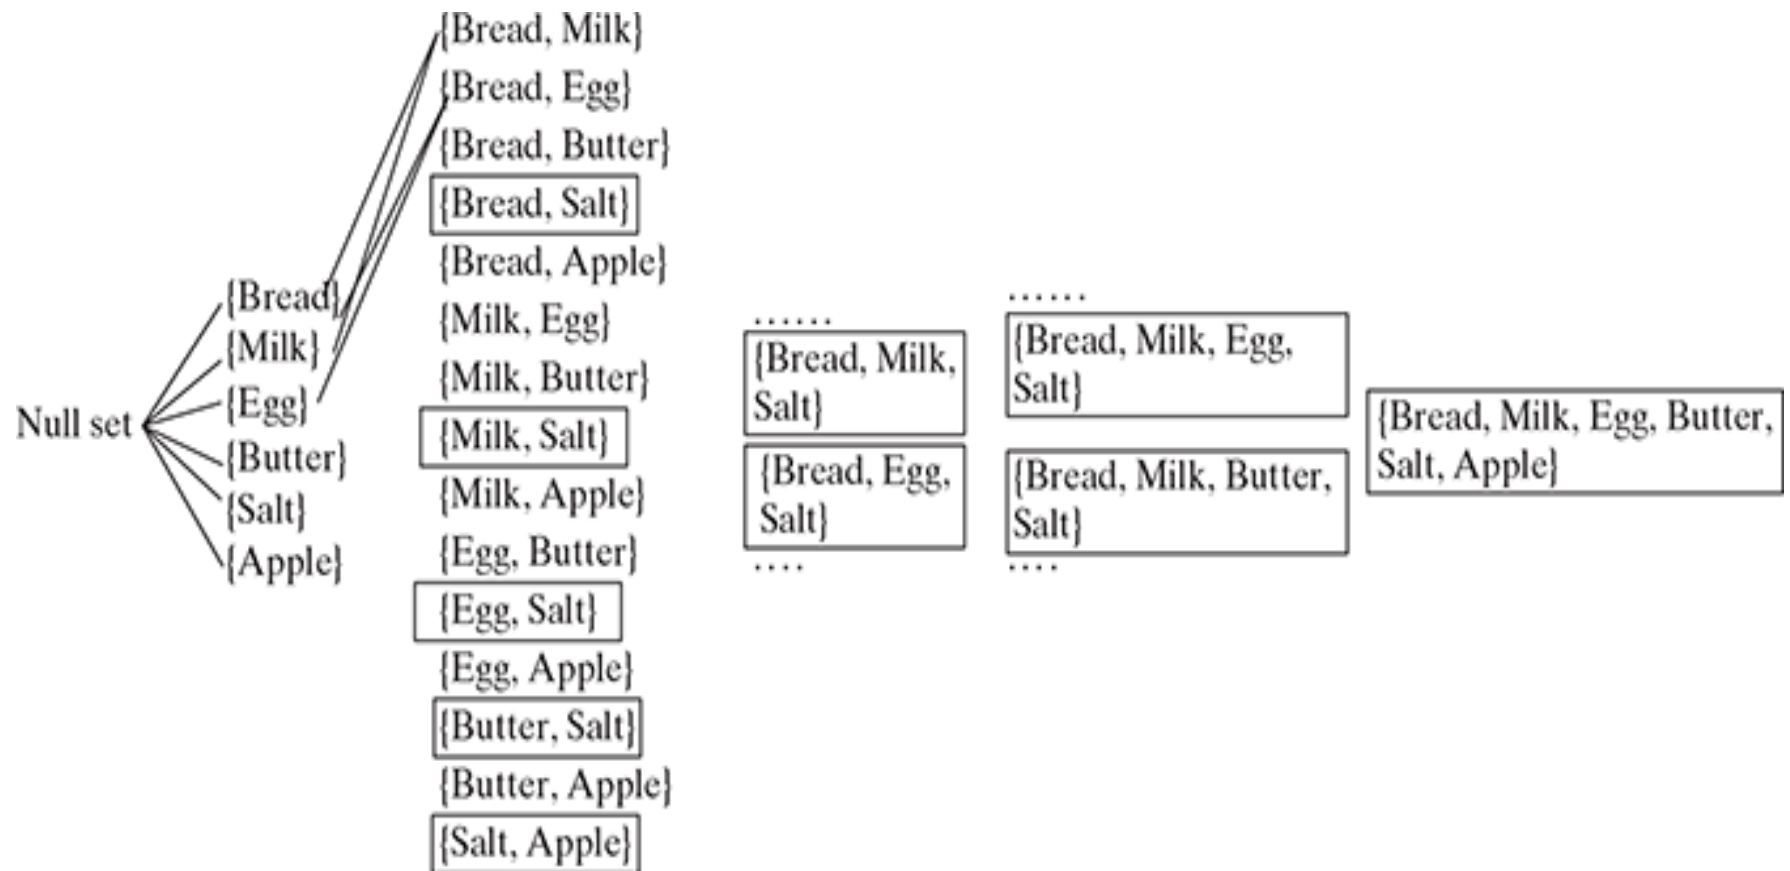 Null set
{Bread}
{Milk}
{Egg}
{Butter}
{Salt}
{Apple}
{Bread, Milk}
{Bread, Egg}
{Bread, Butter}
{Bread, Salt}
{Bread, Apple}
{Milk, Egg}
{Milk, Butter}
{Milk, Salt}
{Milk, Apple}
{Egg, Butter}
{Egg, Salt}
{Egg, Apple}
{Butter, Salt}
{Butter, Apple}
{Salt, Apple}
......
{Bread, Milk,
Salt}
{Bread, Egg,
Salt}
....
......
{Bread, Milk, Egg,
Salt}
{Bread, Milk, Butter,
Salt}
....
{Bread, Milk, Egg, Butter,
Salt, Apple}